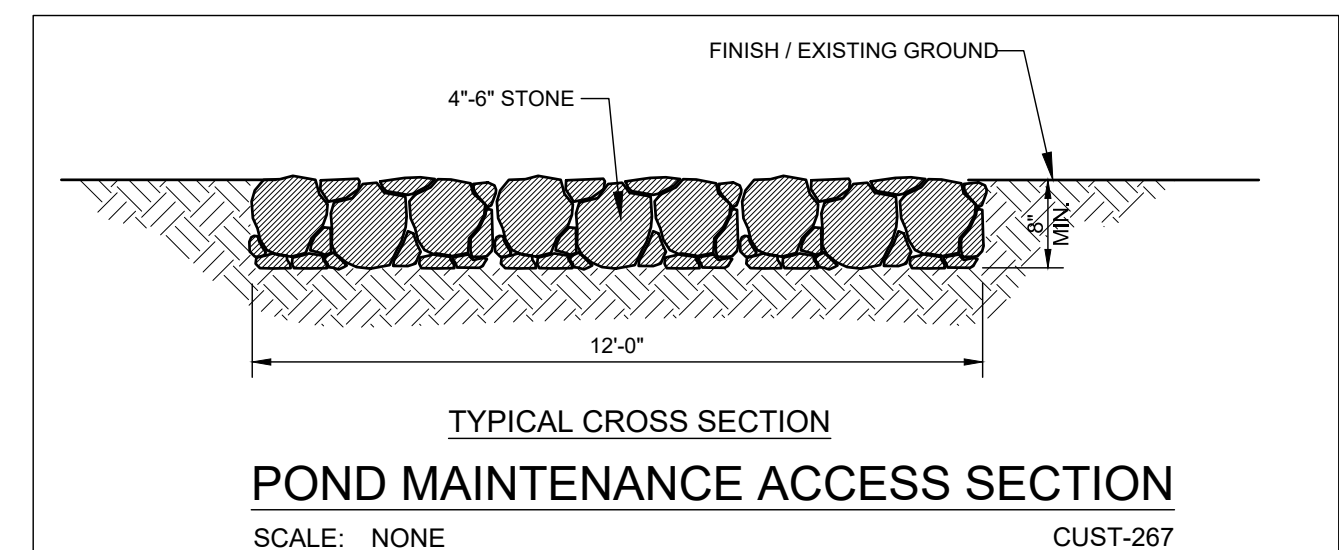 FINISH / EXISTING GROUND
4"-6" STONE
8"
MIN.
12'-0"
TYPICAL CROSS SECTION
POND MAINTENANCE ACCESS SECTION
SCALE: NONE
CUST-267